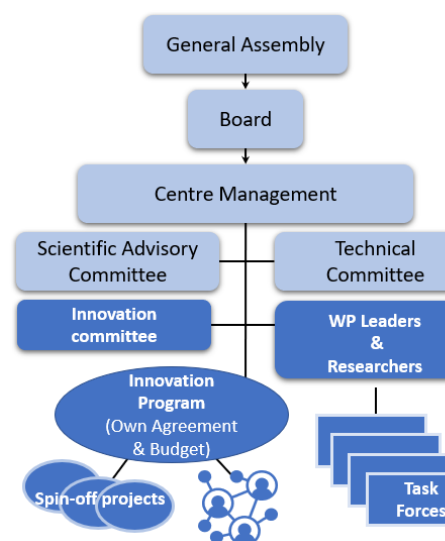 General Assembly
Board
Centre Management
Scientific Advisory
Committee
Technical
Committee
Innovation
committee
WP Leaders
&
Researchers
Innovation
Program
(Own Agreement
& Budget)
Spin-off projects
Task
Forces